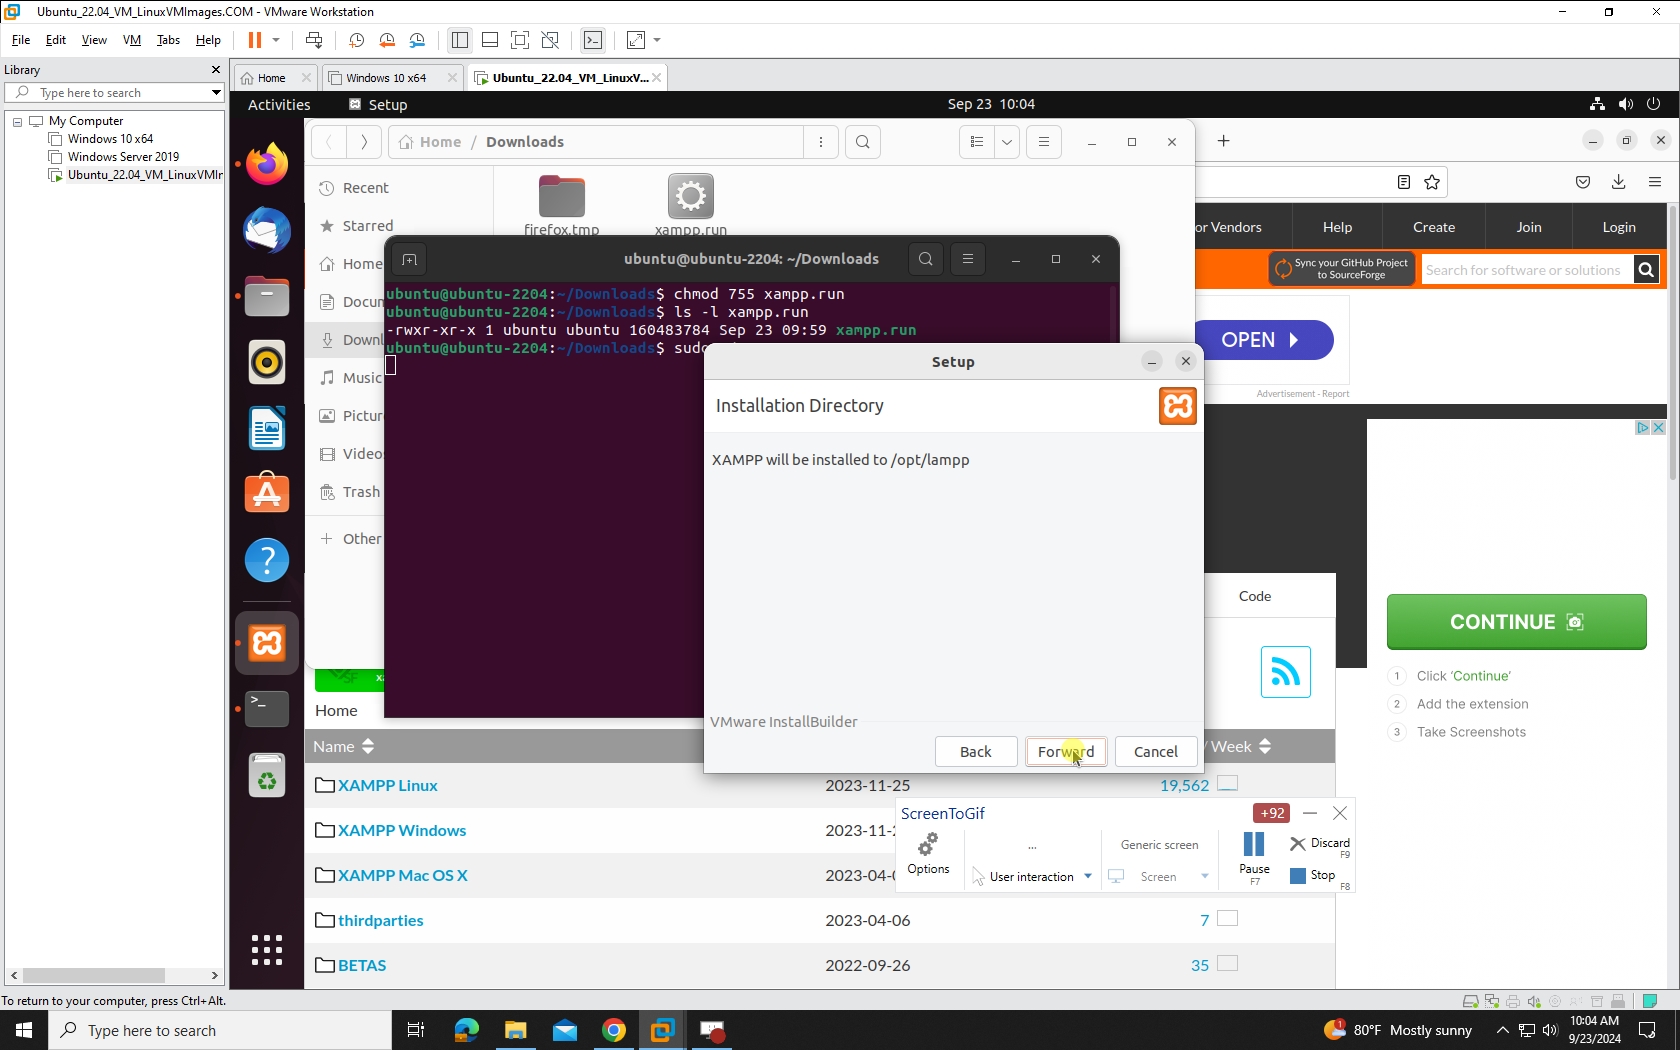 Ubuntu_22.04_VM_LinuxVMImages.COM - VMware Workstation
File Edit View VM Tabs Help
Library
Type here to search
My Computer
Windows 10 x64
Windows Server 2019
Ubuntu_22.04_VM_LinuxVMIr
Home
Windows 10 x64
Ubuntu_22.04_VM_LinuxV...
Activities
Setup
Sep 23 10:04
Home / Downloads
Recent
Starred
Home
Docun
Downl
Music
Pictur
Videos
Trash
Other
firefox.tmp
xampp.run
ubuntu@ubuntu-2204: ~/Downloads
ubuntu@ubuntu-2204:~/Downloads$ chmod 755 xampp.run
ubuntu@ubuntu-2204:~/Downloads$ ls -l xampp.run
-rwxr-xr-x 1 ubuntu ubuntu 160483784 Sep 23 09:59 xampp.run
ubuntu@ubuntu-2204:~/Downloads$ sudo
Setup
Installation Directory
XAMPP will be installed to /opt/lampp
VMware InstallBuilder
Back
Forward
Cancel
or Vendors
Help
Create
Join
Login
Sync your GitHub Project
to SourceForge
Search for software or solutions
OPEN
Advertisement - Report
Code
CONTINUE
1 Click 'Continue'
2 Add the extension
3 Take Screenshots
Home
Name
/ Week
XAMPP Linux 2023-11-25 19,562
XAMPP Windows 2023-11-2
XAMPP Mac OS X 2023-04-0
thirdparties 2023-04-06 7
BETAS 2022-09-26 35
ScreenToGif
+92
Options
...
User interaction
Generic screen
Screen
Pause
F7
Discard
F9
Stop
F8
To return to your computer, press Ctrl+Alt.
Type here to search
1
80°F Mostly sunny
10:04 AM
9/23/2024